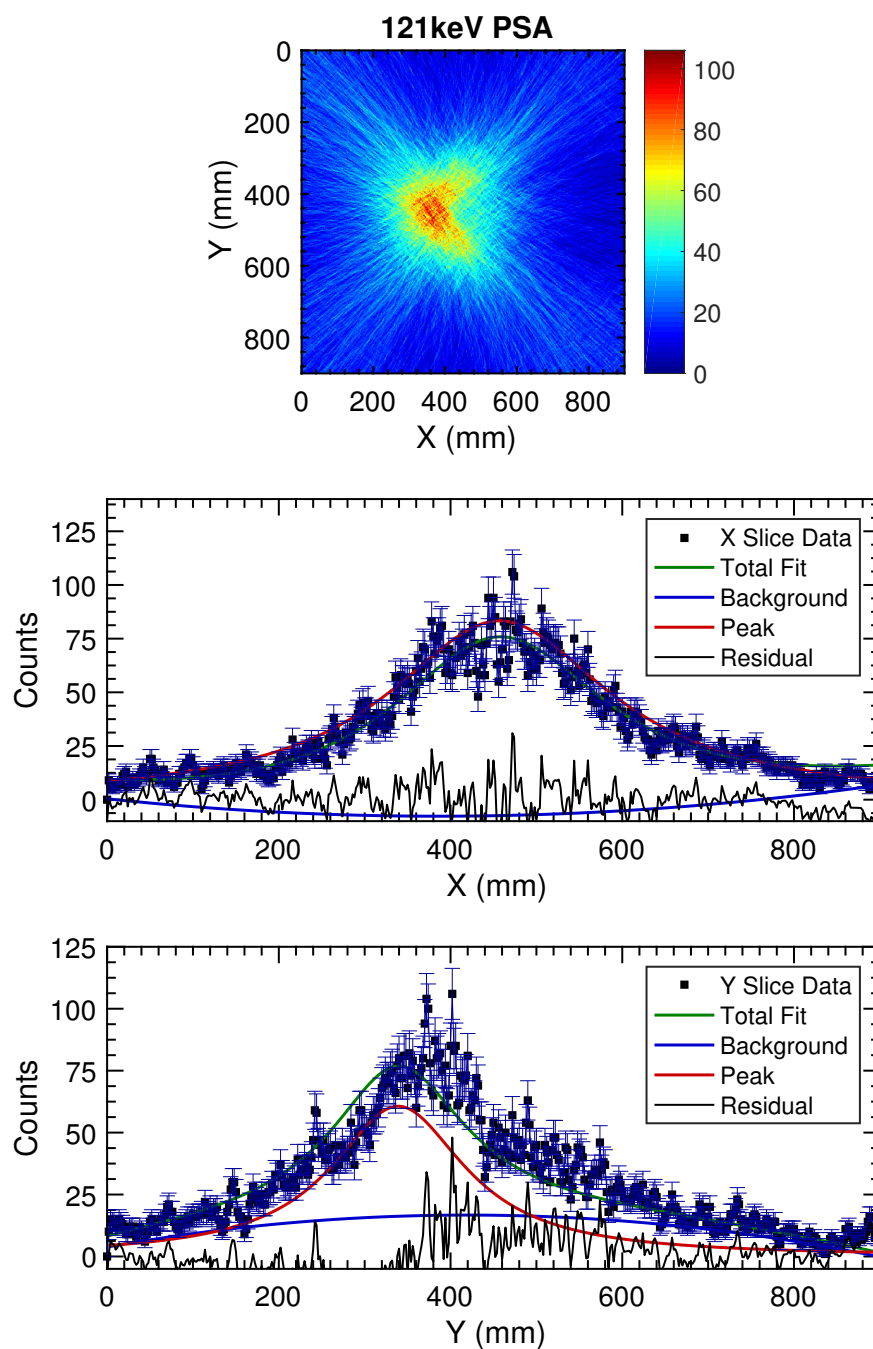 121keV PSA
0
200
400
600
800
Y (mm)
0 200 400 600 800
X (mm)
100
80
60
40
20
0
125
100
75
50
25
0
Counts
X Slice Data
Total Fit
Background
Peak
Residual
0 200 400 600 800
X (mm)
125
100
75
50
25
0
Counts
Y Slice Data
Total Fit
Background
Peak
Residual
0 200 400 600 800
Y (mm)